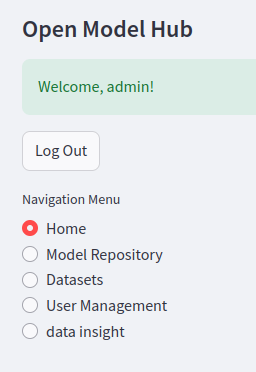 Open Model Hub
Welcome, admin!
Log Out
Navigation Menu
Home
Model Repository
Datasets
User Management
data insight